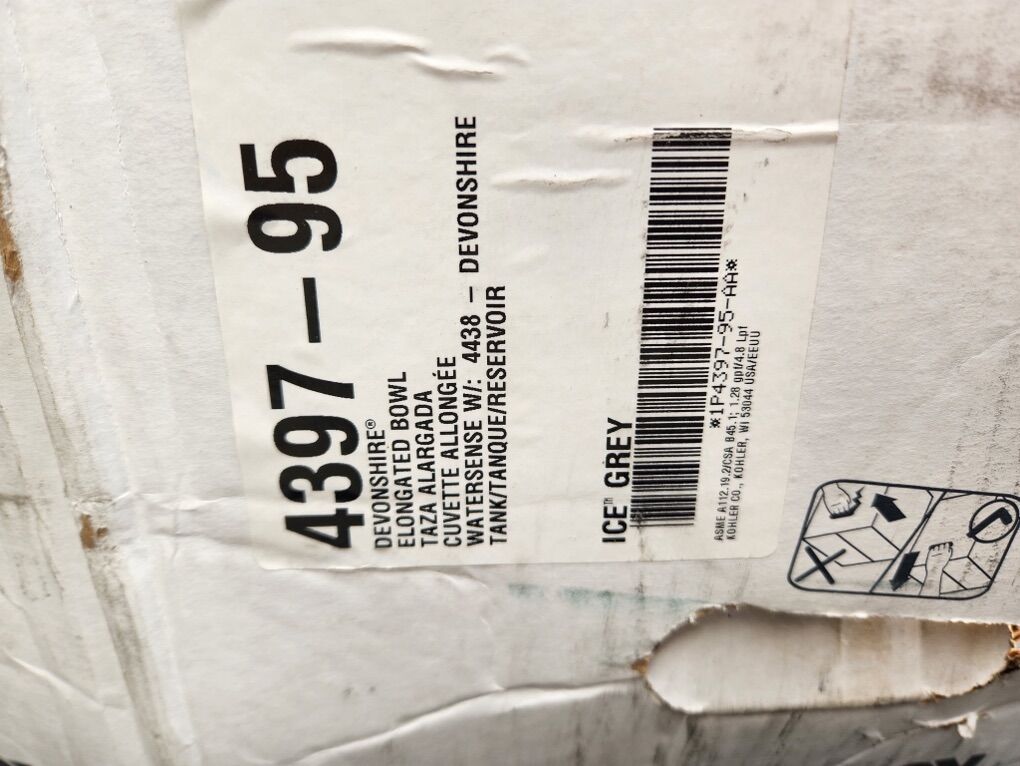 4397–95
DEVONSHIRE®
ELONGATED BOWL
TAZA ALARGADA
CUVETTE ALLONGÉE
WATERSENSE W/: 4438 – DEVONSHIRE
TANK/TANQUE/RESERVOIR
ICE™ GREY
*1P4397-95-AA*
ASME A112.19.2/CSA B45.1; 1.28 gpf/4.8 Lpf
KOHLER CO., KOHLER, WI 53044 USA/EEUU